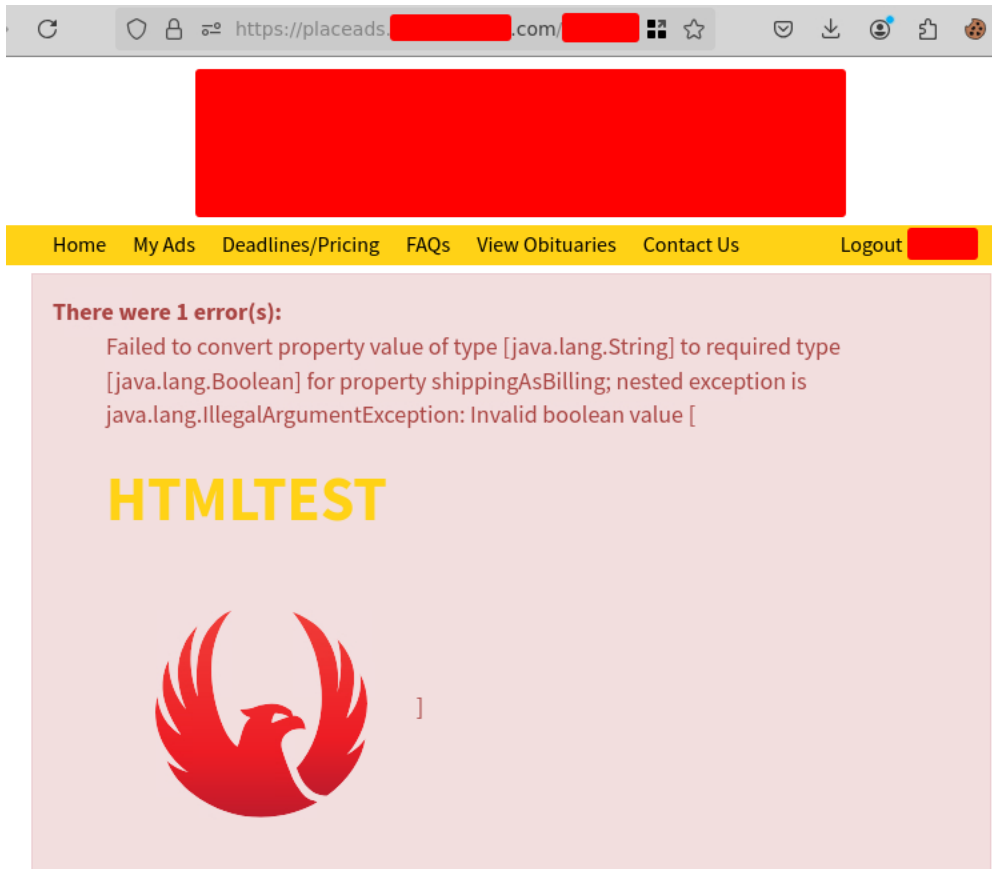 https://placeads. .com/
Home My Ads Deadlines/Pricing FAQs View Obituaries Contact Us Logout
There were 1 error(s):
Failed to convert property value of type [java.lang.String] to required type
[java.lang.Boolean] for property shippingAsBilling; nested exception is
java.lang.IllegalArgumentException: Invalid boolean value [
HTMLTEST
]